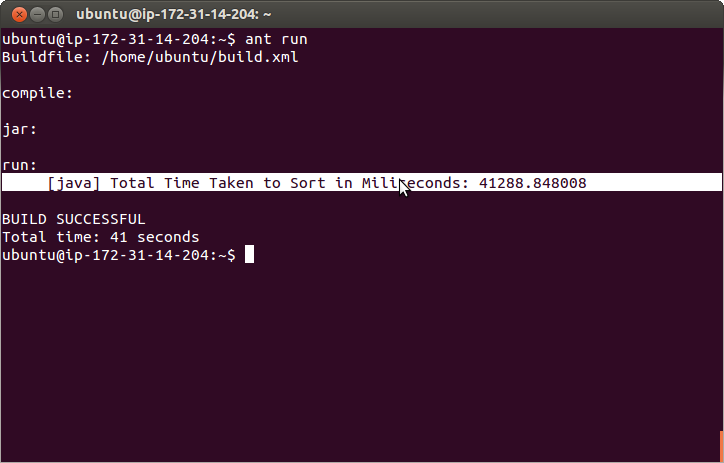 ubuntu@ip-172-31-14-204: ~
ubuntu@ip-172-31-14-204:~$ ant run
Buildfile: /home/ubuntu/build.xml
compile:
jar:
run:
[java] Total Time Taken to Sort in Miliseconds: 41288.848008
BUILD SUCCESSFUL
Total time: 41 seconds
ubuntu@ip-172-31-14-204:~$